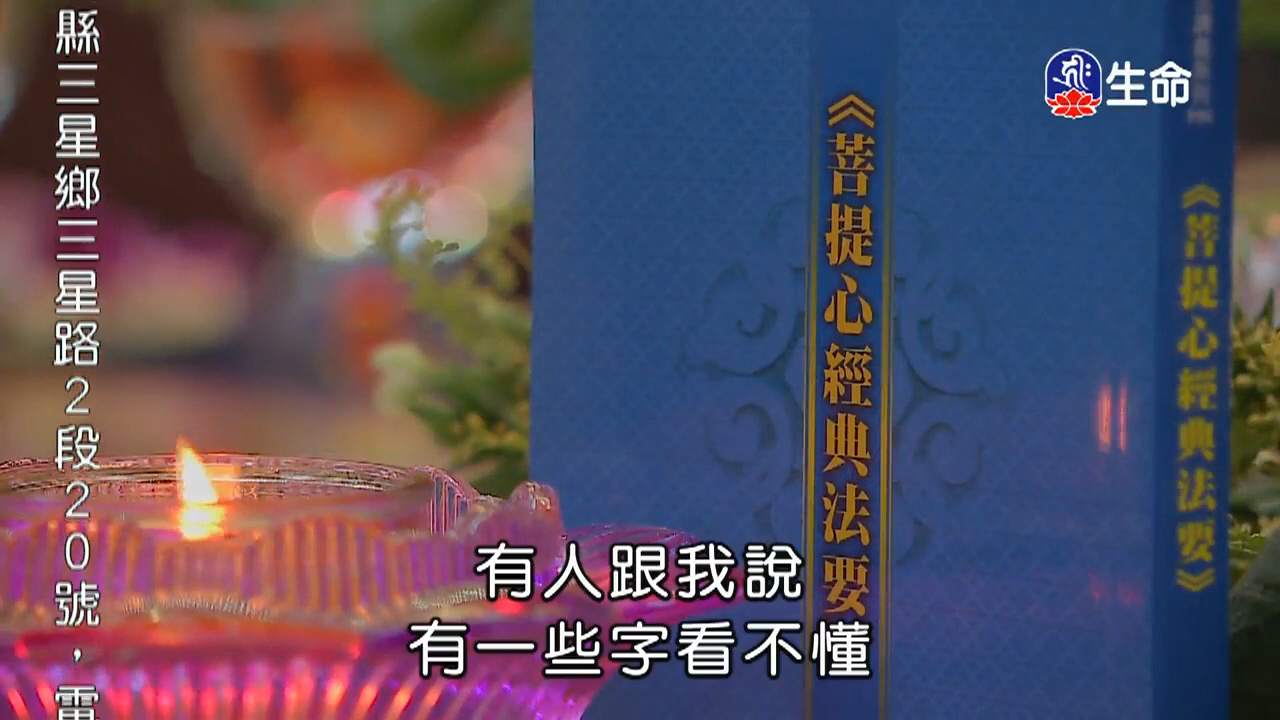 縣三星鄉三星路2段20號，電
生命
《菩提心經典法要
《菩提心經典法要》
有人跟我說
有一些字看不懂